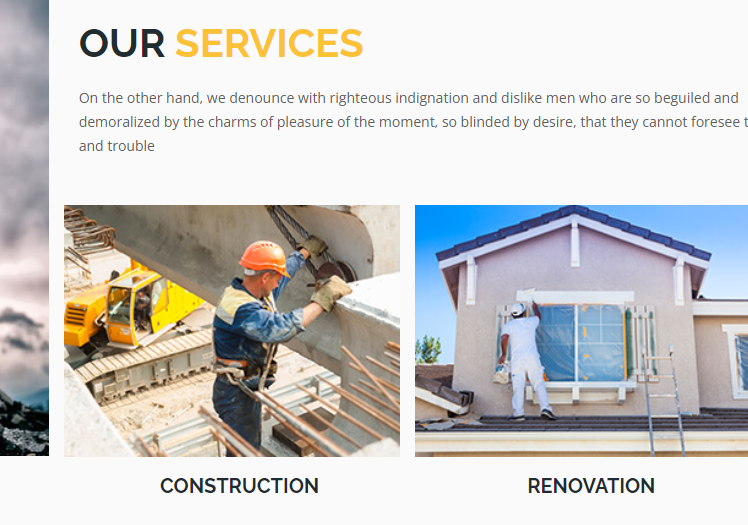 OUR SERVICES
On the other hand, we denounce with righteous indignation and dislike men who are so beguiled and
demoralized by the charms of pleasure of the moment, so blinded by desire, that they cannot foresee
and trouble
CONSTRUCTION
RENOVATION